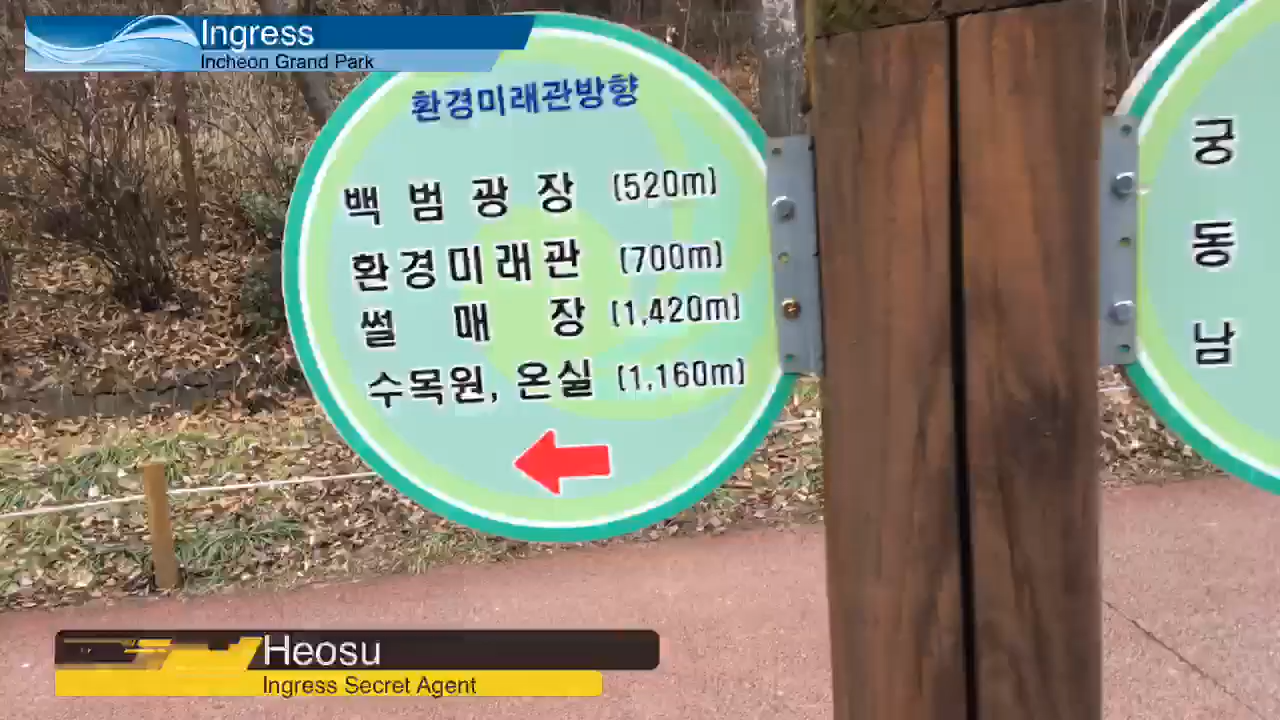 Ingress
Incheon Grand Park
환경미래관방향
백범광장 (520m)
환경미래관 (700m)
썰매장 (1,420m)
수목원, 온실 (1,160m)
궁
동
남
Heosu
Ingress Secret Agent